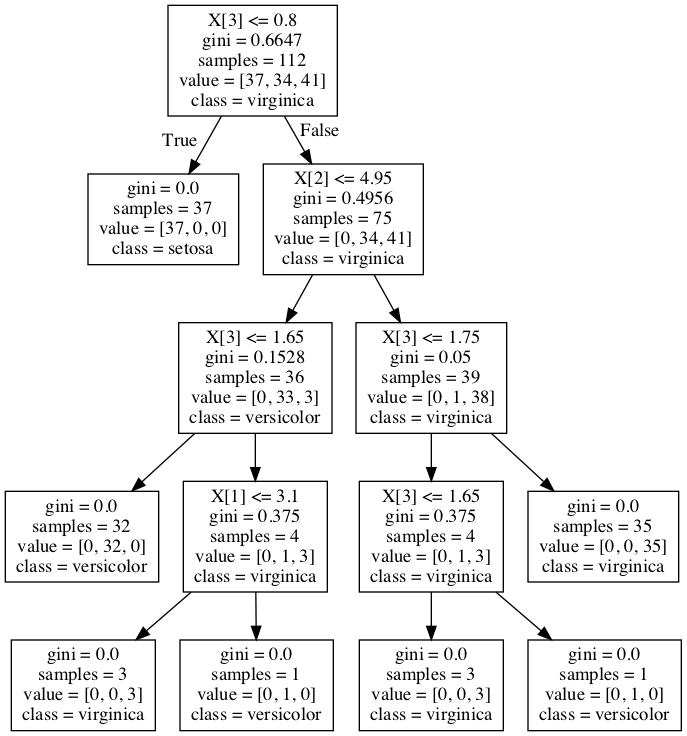 X[3] <= 0.8
gini = 0.6647
samples = 112
value = [37, 34, 41]
class = virginica
True
False
gini = 0.0
samples = 37
value = [37, 0, 0]
class = setosa
X[2] <= 4.95
gini = 0.4956
samples = 75
value = [0, 34, 41]
class = virginica
X[3] <= 1.65
gini = 0.1528
samples = 36
value = [0, 33, 3]
class = versicolor
X[3] <= 1.75
gini = 0.05
samples = 39
value = [0, 1, 38]
class = virginica
gini = 0.0
samples = 32
value = [0, 32, 0]
class = versicolor
X[1] <= 3.1
gini = 0.375
samples = 4
value = [0, 1, 3]
class = virginica
X[3] <= 1.65
gini = 0.375
samples = 4
value = [0, 1, 3]
class = virginica
gini = 0.0
samples = 35
value = [0, 0, 35]
class = virginica
gini = 0.0
samples = 3
value = [0, 0, 3]
class = virginica
gini = 0.0
samples = 1
value = [0, 1, 0]
class = versicolor
gini = 0.0
samples = 3
value = [0, 0, 3]
class = virginica
gini = 0.0
samples = 1
value = [0, 1, 0]
class = versicolor